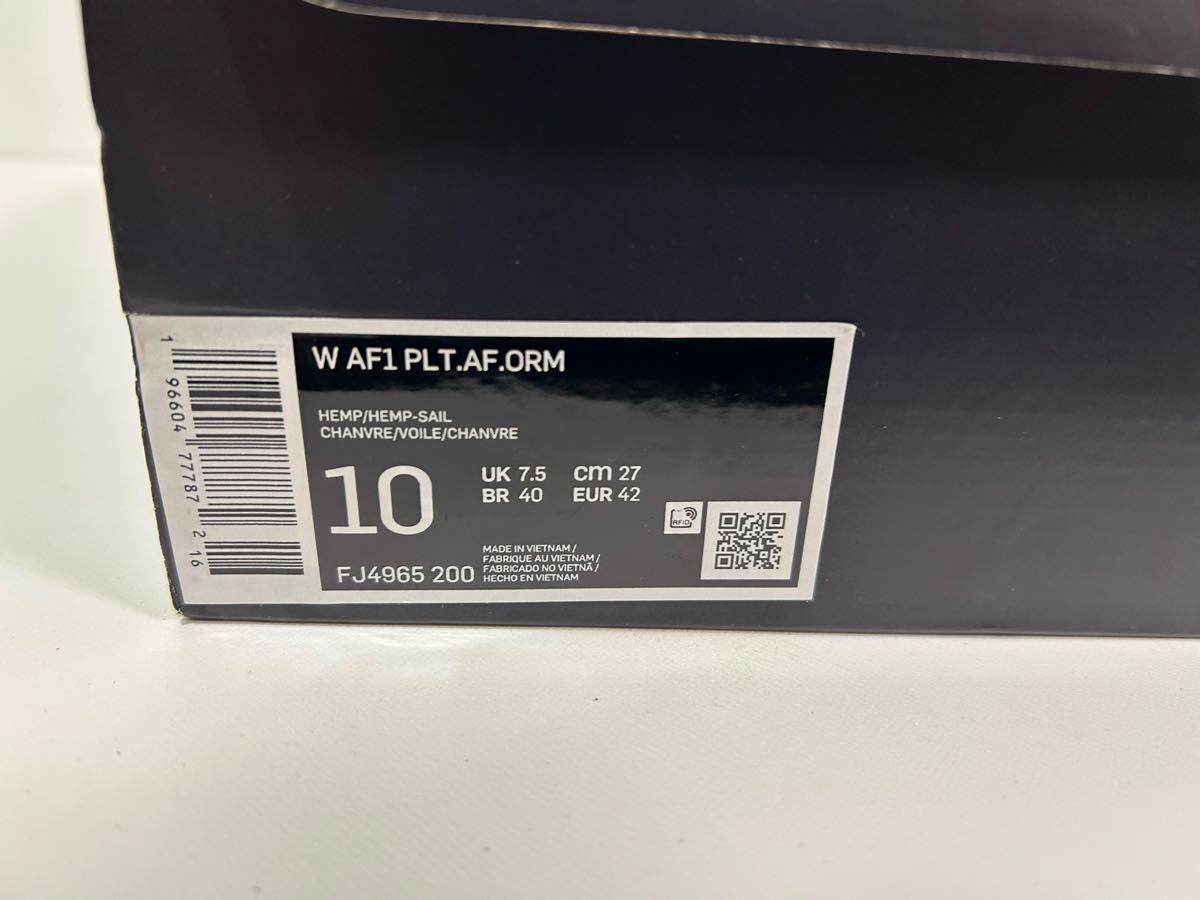 W AF1 PLT.AF.ORM
HEMP/HEMP-SAIL
CHANVRE/VOILE/CHANVRE
10
UK 7.5 cm 27
BR 40 EUR 42
FJ4965 200
MADE IN VIETNAM /
FABRIQUE AU VIETNAM /
FABRICADO NO VIETNÃ /
HECHO EN VIETNAM
RFID
1 96604 77787 2 16